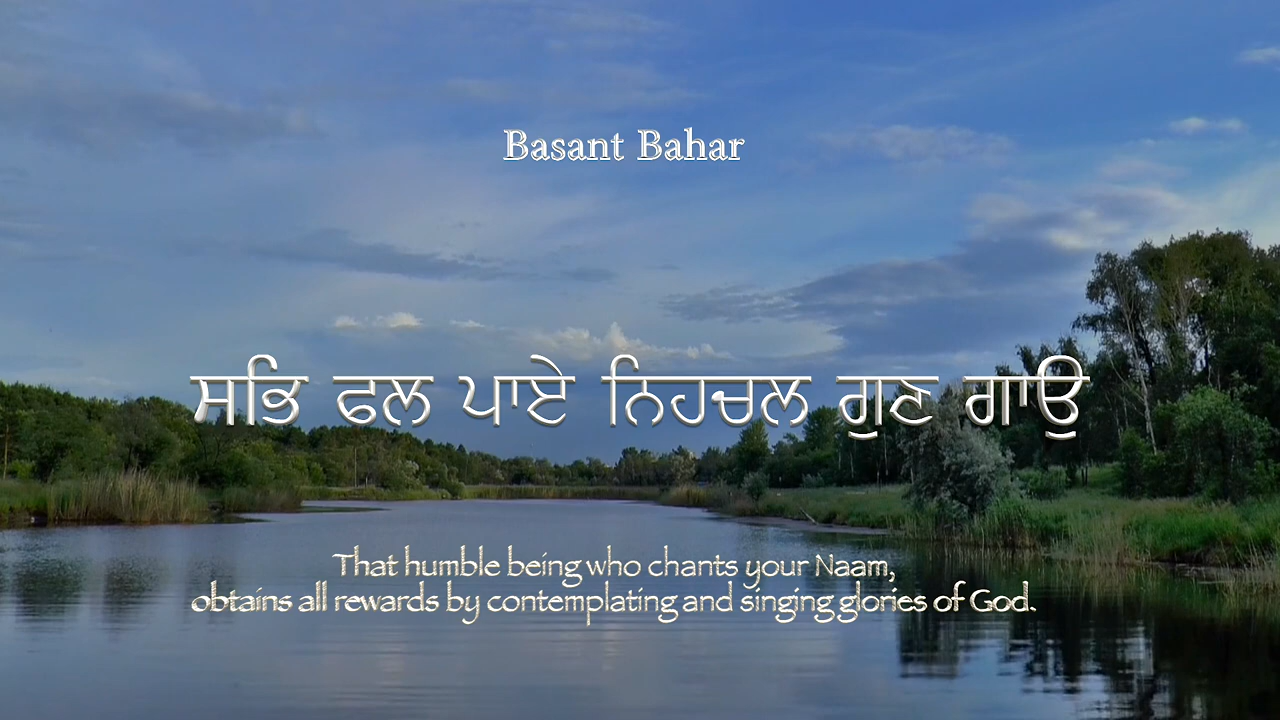 Basant Bahar
ਸਭਿ ਫਲ ਪਾਏ ਨਿਹਚਲ ਗੁਣ ਗਾਉ
That humble being who chants your Naam,
obtains all rewards by contemplating and singing glories of God.